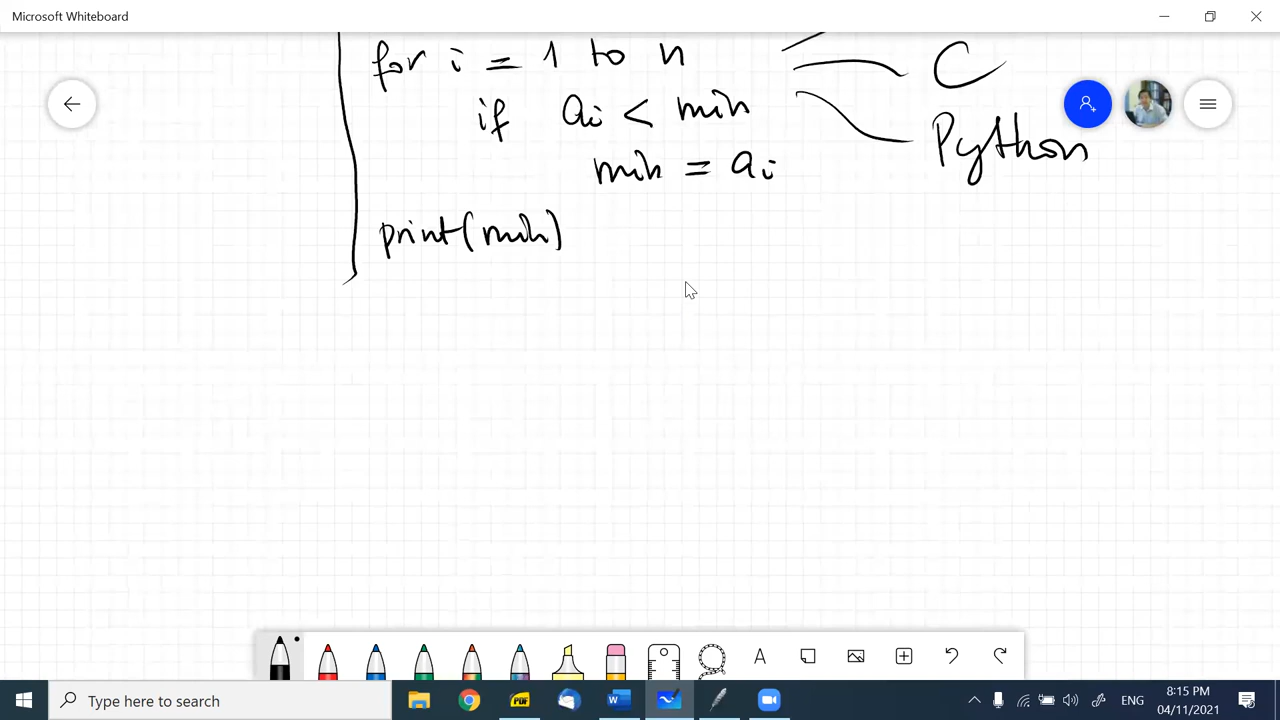 Microsoft Whiteboard
for i = 1 to n
C
if ai < min
Python
min = ai
print(min)
A
Type here to search
PDF
W
ENG
8:15 PM
04/11/2021